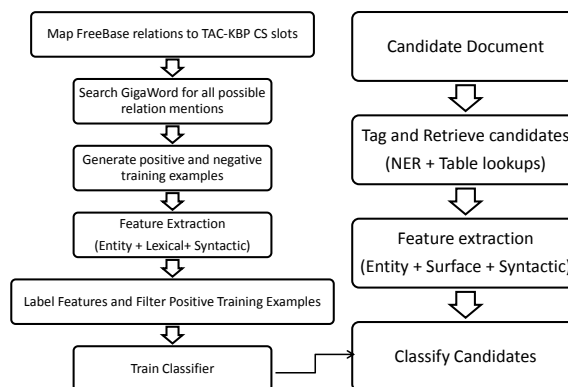 Map FreeBase relations to TAC-KBP CS slots
Search GigaWord for all possible
relation mentions
Generate positive and negative
training examples
Feature Extraction
(Entity + Lexical+ Syntactic)
Label Features and Filter Positive Training Examples
Train Classifier
Candidate Document
Tag and Retrieve candidates
(NER + Table lookups)
Feature extraction
(Entity + Surface + Syntactic)
Classify Candidates